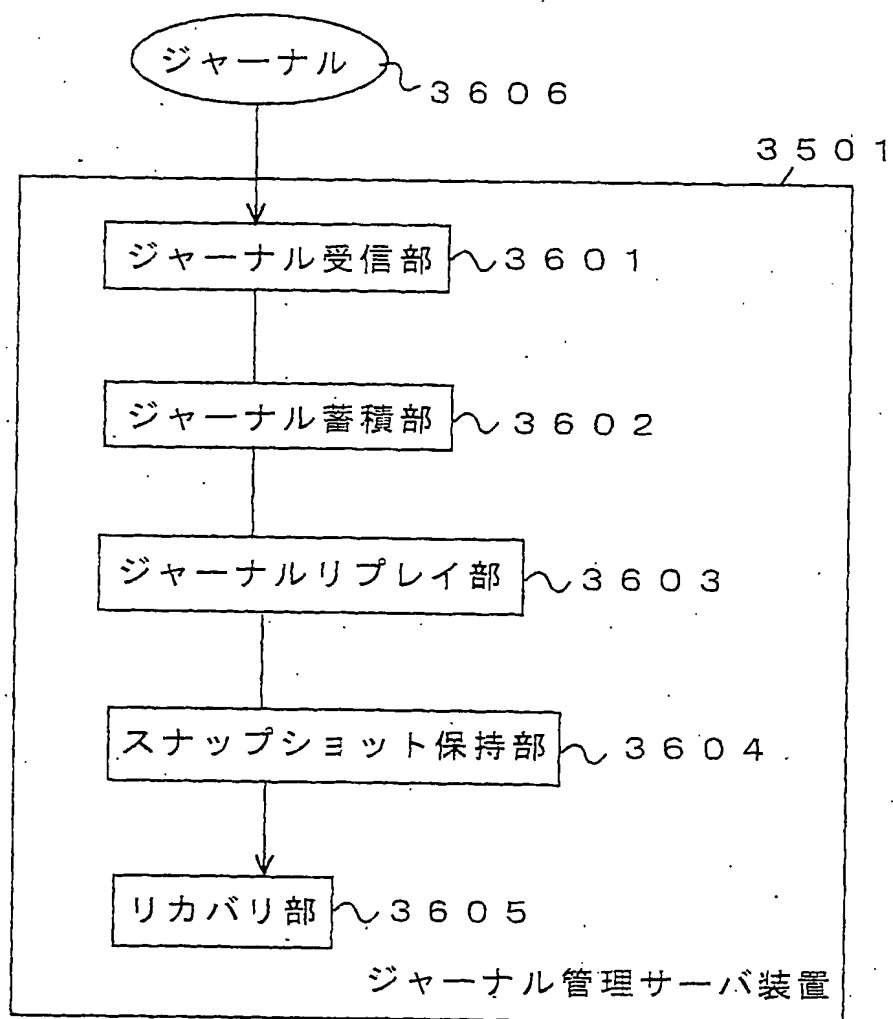 ジャーナル
3606
3501
ジャーナル受信部 3601
ジャーナル蓄積部 3602
ジャーナルリプレイ部 3603
スナップショット保持部 3604
リカバリ部 3605
ジャーナル管理サーバ装置